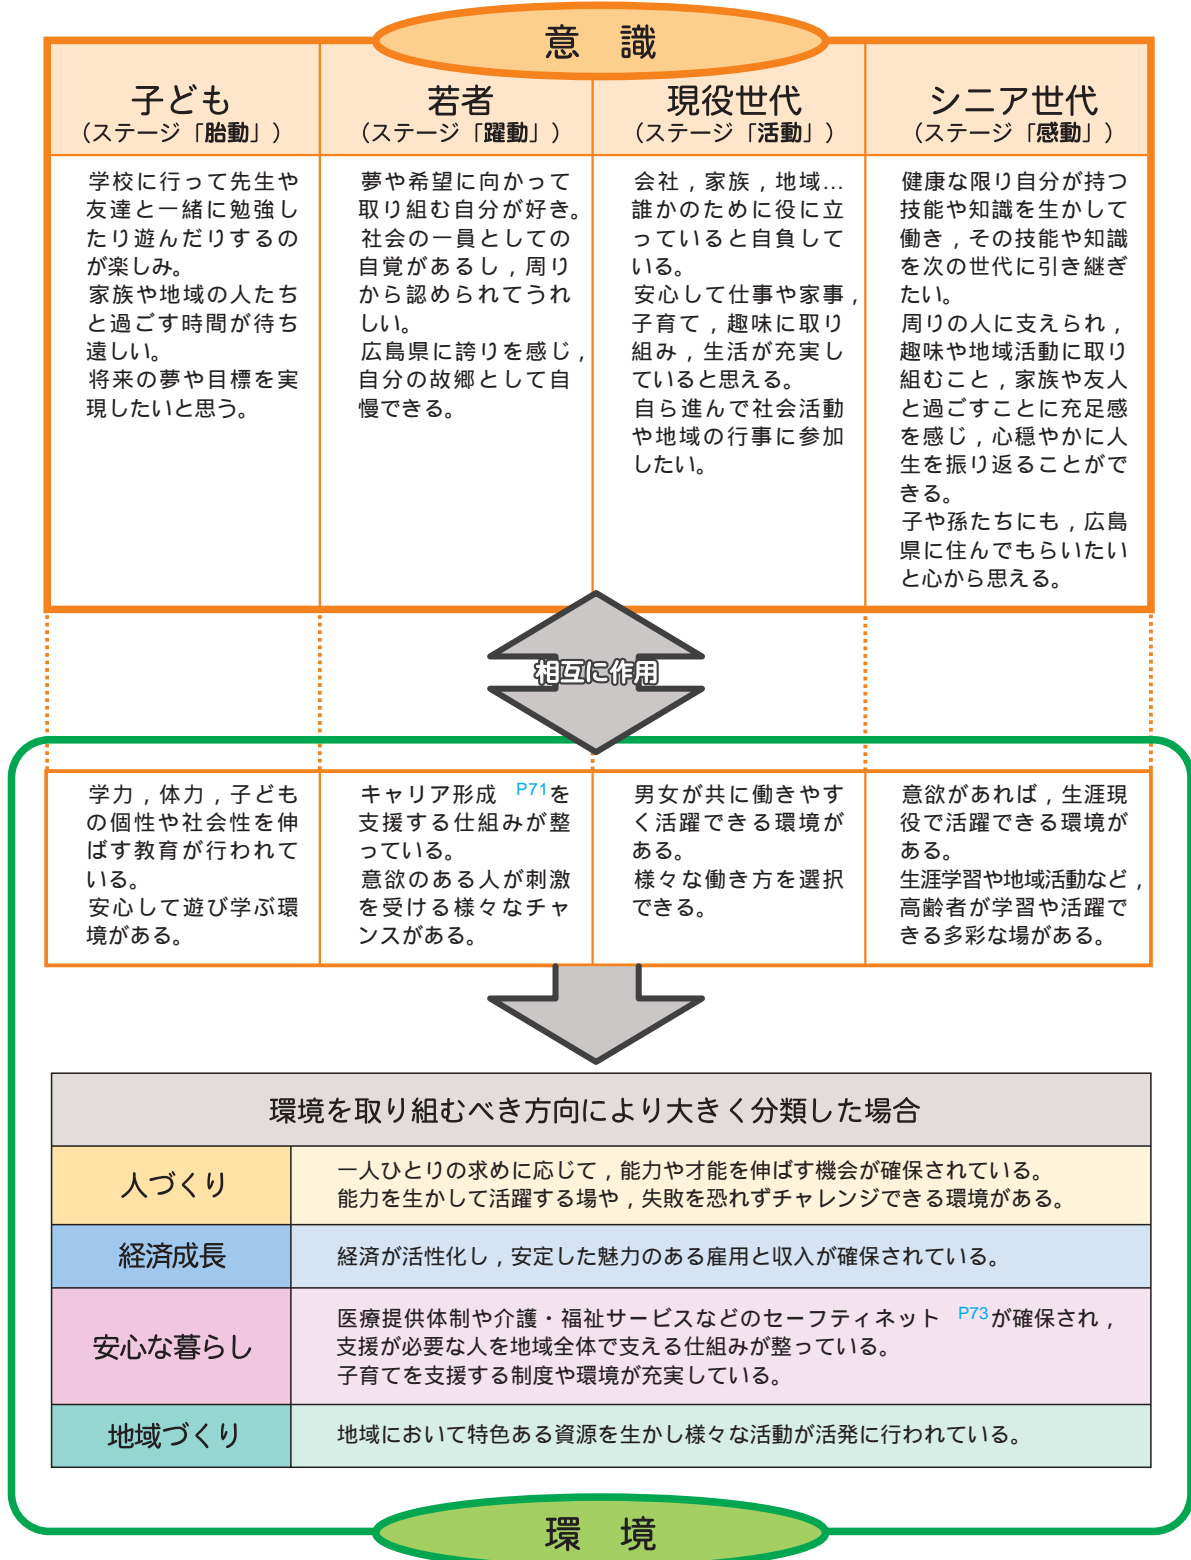 意　識
子ども
（ステージ「胎動」）
学校に行って先生や
友達と一緒に勉強し
たり遊んだりするの
が楽しみ。
家族や地域の人たち
と過ごす時間が待ち
遠しい。
将来の夢や目標を実
現したいと思う。
若者
（ステージ「躍動」）
夢や希望に向かって
取り組む自分が好き。
社会の一員としての
自覚があるし，周り
から認められてうれ
しい。
広島県に誇りを感じ，
自分の故郷として自
慢できる。
現役世代
（ステージ「活動」）
会社，家族，地域…
誰かのために役に立
っていると自負して
いる。
安心して仕事や家事，
子育て，趣味に取り
組み，生活が充実し
ていると思える。
自ら進んで社会活動
や地域の行事に参加
したい。
シニア世代
（ステージ「感動」）
健康な限り自分が持つ
技能や知識を生かして
働き，その技能や知識
を次の世代に引き継ぎ
たい。
周りの人に支えられ，
趣味や地域活動に取り
組むこと，家族や友人
と過ごすことに充足感
を感じ，心穏やかに人
生を振り返ることがで
きる。
子や孫たちにも，広島
県に住んでもらいたい
と心から思える。
相互に作用
学力，体力，子ども
の個性や社会性を伸
ばす教育が行われて
いる。
安心して遊び学ぶ環
境がある。
キャリア形成 P71を
支援する仕組みが整
っている。
意欲のある人が刺激
を受ける様々なチャ
ンスがある。
男女が共に働きやす
く活躍できる環境が
ある。
様々な働き方を選択
できる。
意欲があれば，生涯現
役で活躍できる環境が
ある。
生涯学習や地域活動など，
高齢者が学習や活躍で
きる多彩な場がある。
環境を取り組むべき方向により大きく分類した場合
人づくり
一人ひとりの求めに応じて，能力や才能を伸ばす機会が確保されている。
能力を生かして活躍する場や，失敗を恐れずチャレンジできる環境がある。
経済成長
経済が活性化し，安定した魅力のある雇用と収入が確保されている。
安心な暮らし
医療提供体制や介護・福祉サービスなどのセーフティネット P73が確保され，
支援が必要な人を地域全体で支える仕組みが整っている。
子育てを支援する制度や環境が充実している。
地域づくり
地域において特色ある資源を生かし様々な活動が活発に行われている。
環　境